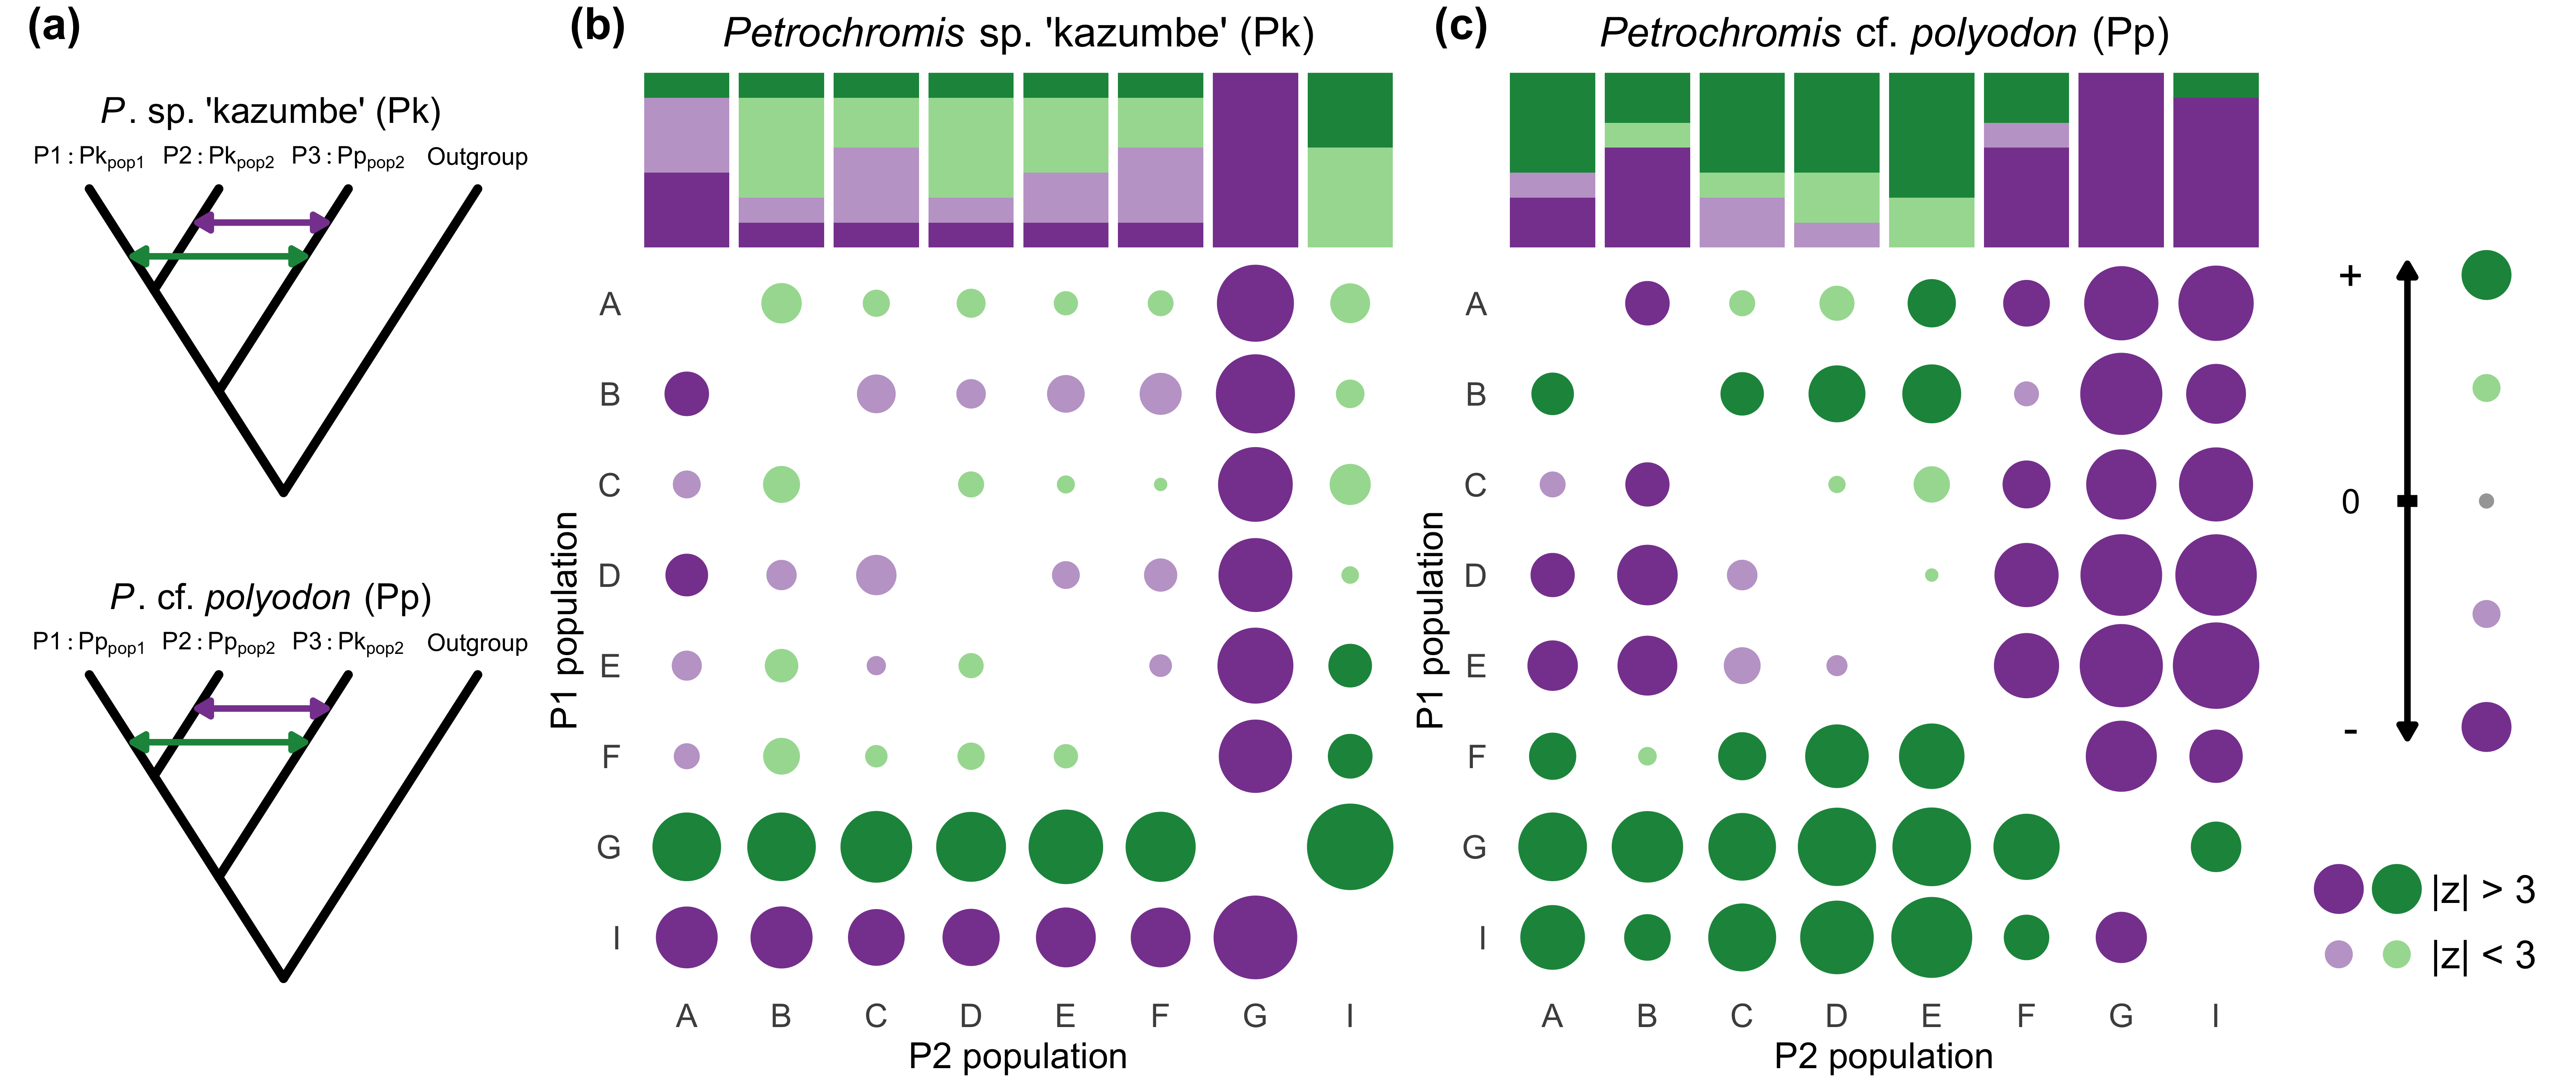 (a)
P. sp. 'kazumbe' (Pk)
P1 : Pkpop1 P2 : Pkpop2 P3 : Pppop2 Outgroup
P. cf. polyodon (Pp)
P1 : Pppop1 P2 : Pppop2 P3 : Pkpop2 Outgroup
(b)
Petrochromis sp. 'kazumbe' (Pk)
P1 population
A
B
C
D
E
F
G
I
A B C D E F G I
P2 population
(c)
Petrochromis cf. polyodon (Pp)
P1 population
A
B
C
D
E
F
G
I
A B C D E F G I
P2 population
+
0
-
|z| > 3
|z| < 3